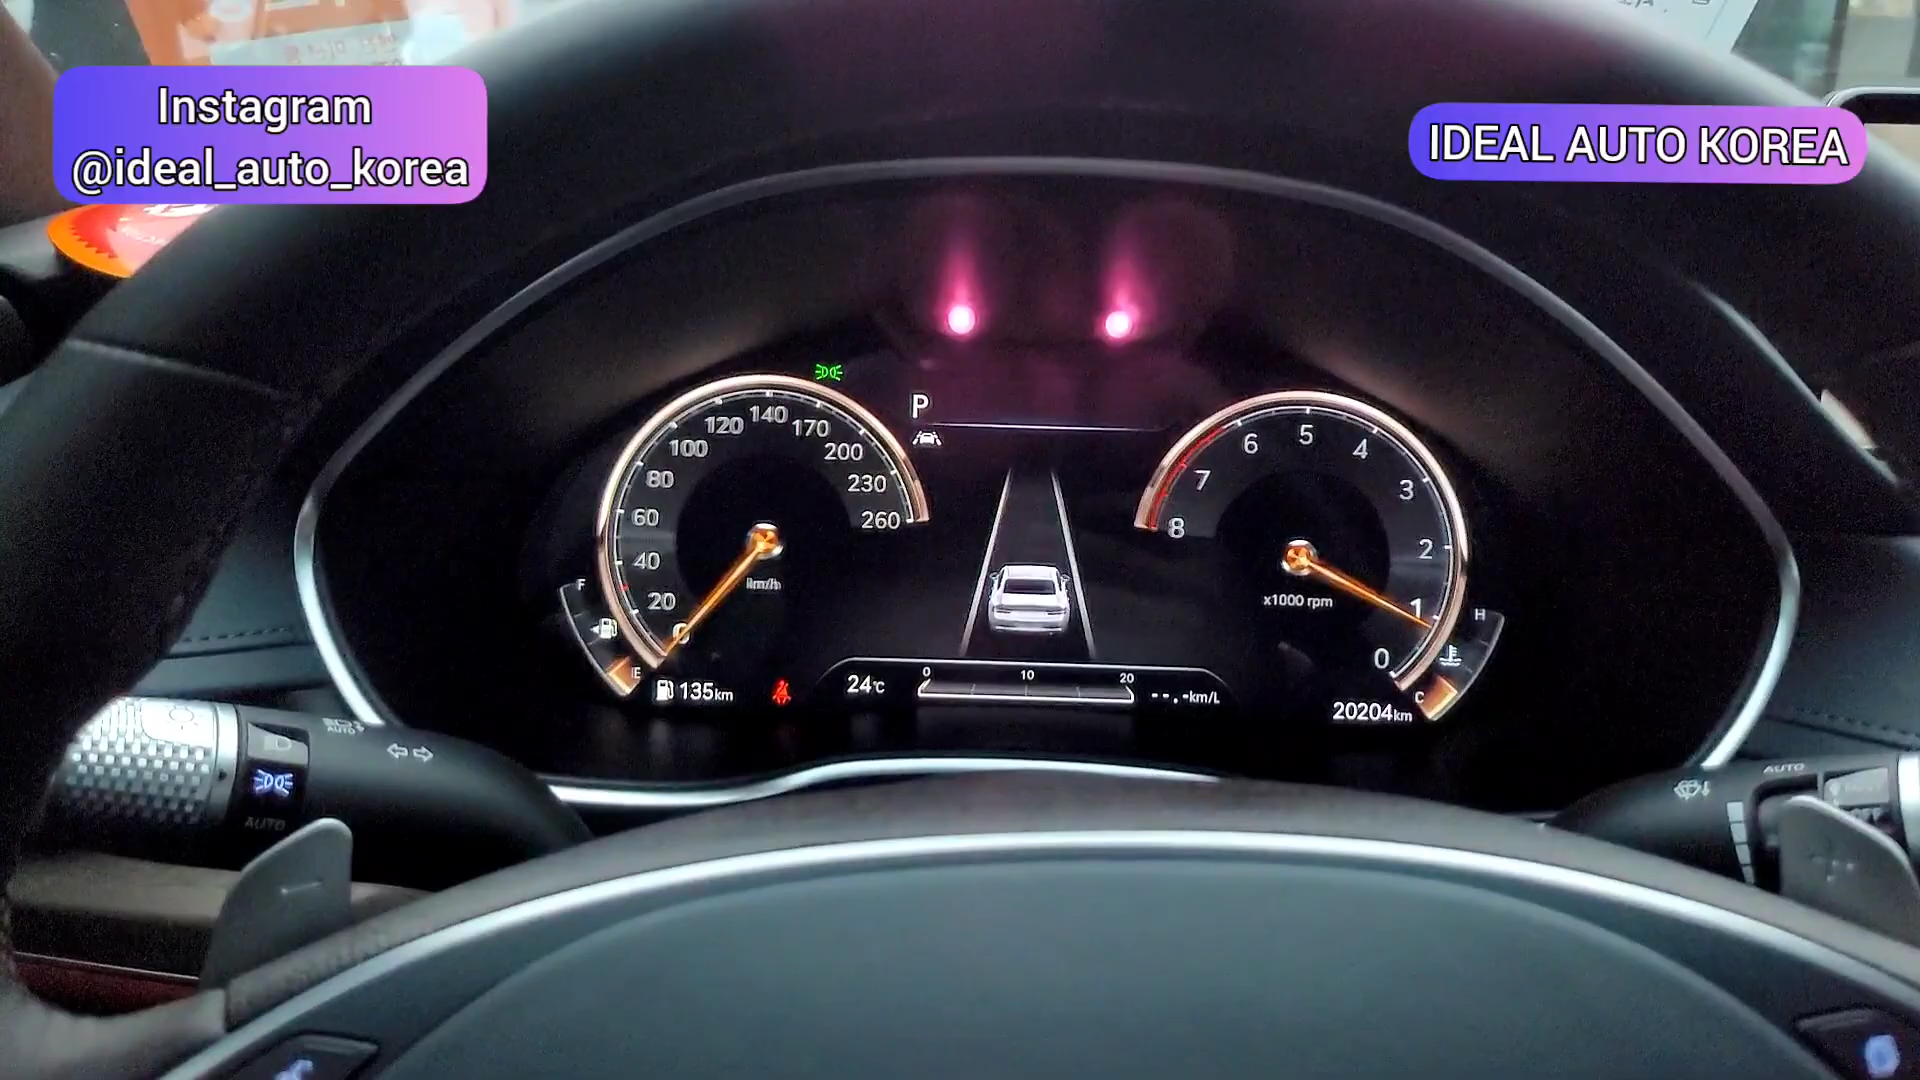 Instagram
@ideal_auto_korea
IDEAL AUTO KOREA
P
0
20
40
60
80
100
120
140
170
200
230
260
km/h
8
7
6
5
4
3
2
1
0
x1000 rpm
F
E
H
C
135km
24℃
0 10 20
--.-km/L
20204km
AUTO
AUTO
AUTO